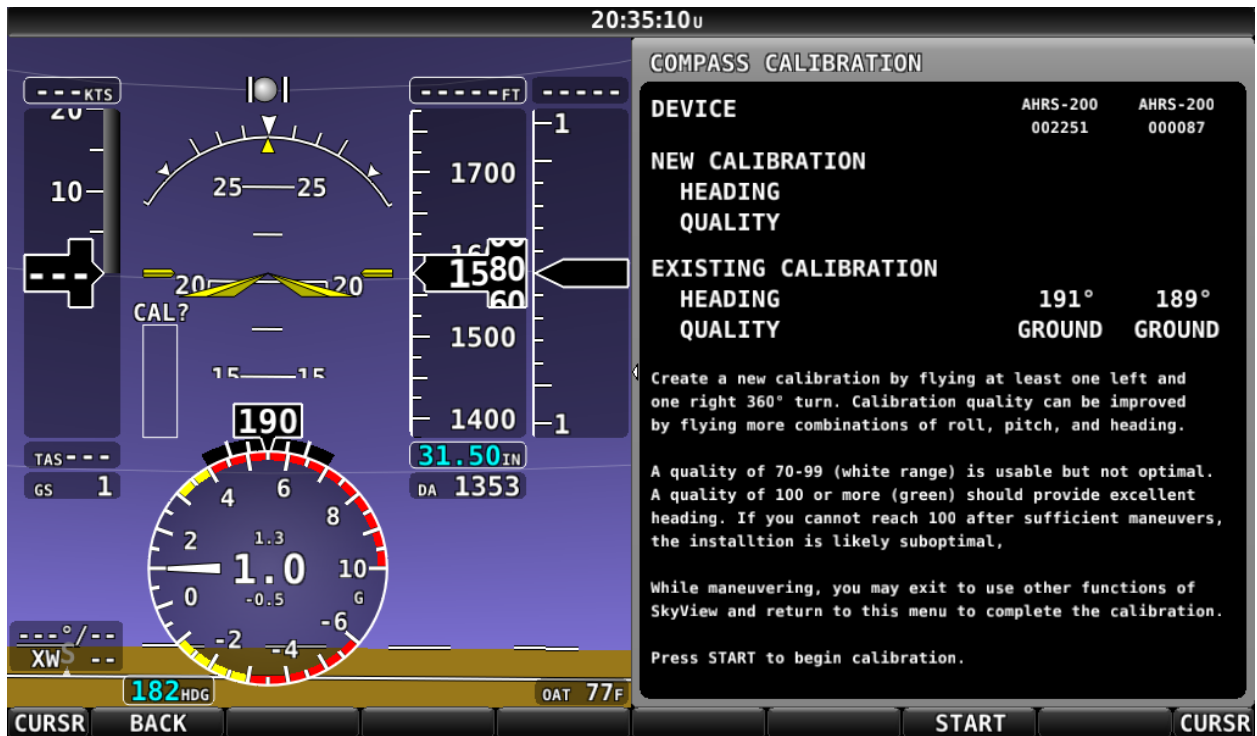 20:35:10U
---KTS
-----FT
-----
20
10
---
TAS---
GS 1
25 25
20 20
CAL?
15 15
1700
1580
60
1500
1400
1
1
31.50IN
DA 1353
190
4 6
2 8
1.3
1.0
10
0 -0.5 G
-6
-2 -4
---°/--
XW --
S
182HDG
OAT 77F
COMPASS CALIBRATION
DEVICE AHRS-200 AHRS-200
002251 000087
NEW CALIBRATION
HEADING
QUALITY
EXISTING CALIBRATION
HEADING 191° 189°
QUALITY GROUND GROUND
Create a new calibration by flying at least one left and
one right 360° turn. Calibration quality can be improved
by flying more combinations of roll, pitch, and heading.
A quality of 70-99 (white range) is usable but not optimal.
A quality of 100 or more (green) should provide excellent
heading. If you cannot reach 100 after sufficient maneuvers,
the installtion is likely suboptimal,
While maneuvering, you may exit to use other functions of
SkyView and return to this menu to complete the calibration.
Press START to begin calibration.
CURSR BACK START CURSR